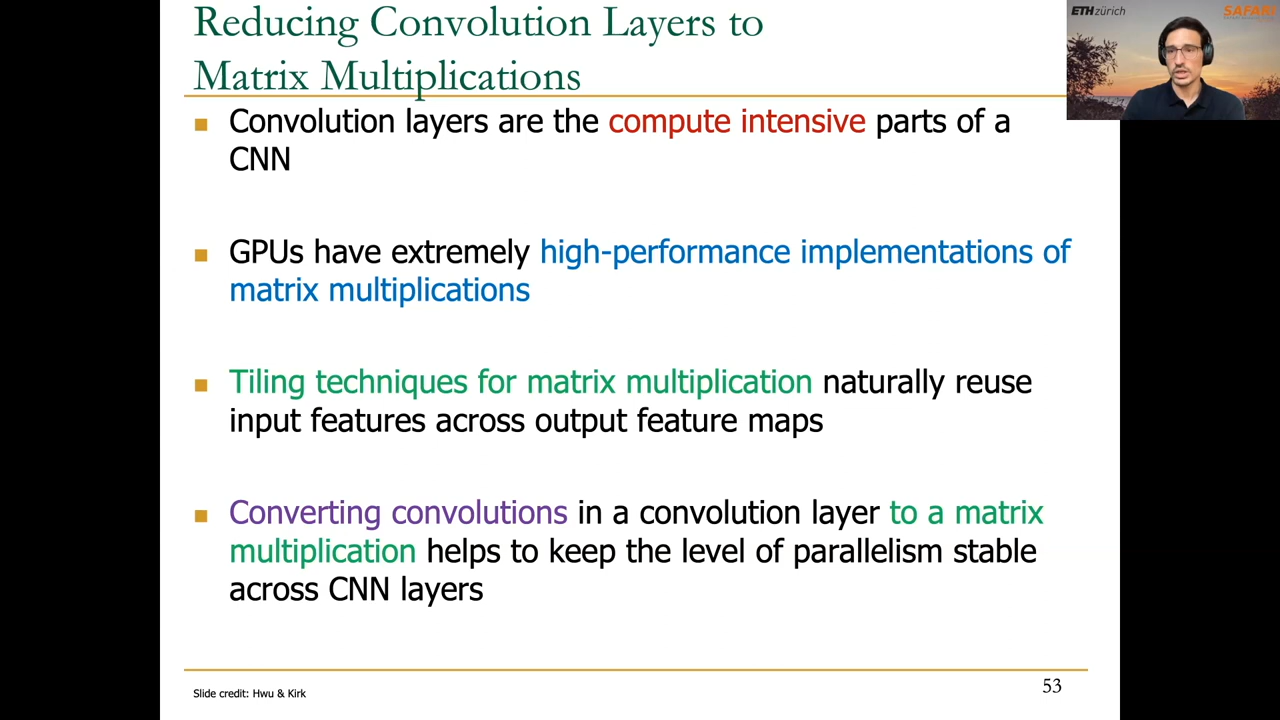 Reducing Convolution Layers to
Matrix Multiplications
ETHzürich
SAFARI
Convolution layers are the compute intensive parts of a
CNN
GPUs have extremely high-performance implementations of
matrix multiplications
Tiling techniques for matrix multiplication naturally reuse
input features across output feature maps
Converting convolutions in a convolution layer to a matrix
multiplication helps to keep the level of parallelism stable
across CNN layers
Slide credit: Hwu & Kirk
53